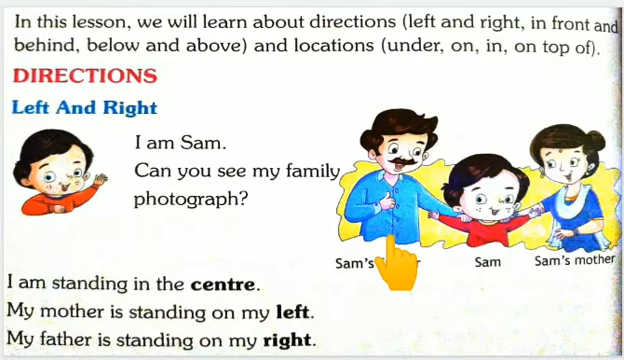 In this lesson, we will learn about directions (left and right, in front and
behind, below and above) and locations (under, on, in, on top of).
DIRECTIONS
Left And Right
I am Sam.
Can you see my family
photograph?
Sam's
Sam
Sam's mother
I am standing in the centre.
My mother is standing on my left.
My father is standing on my right.